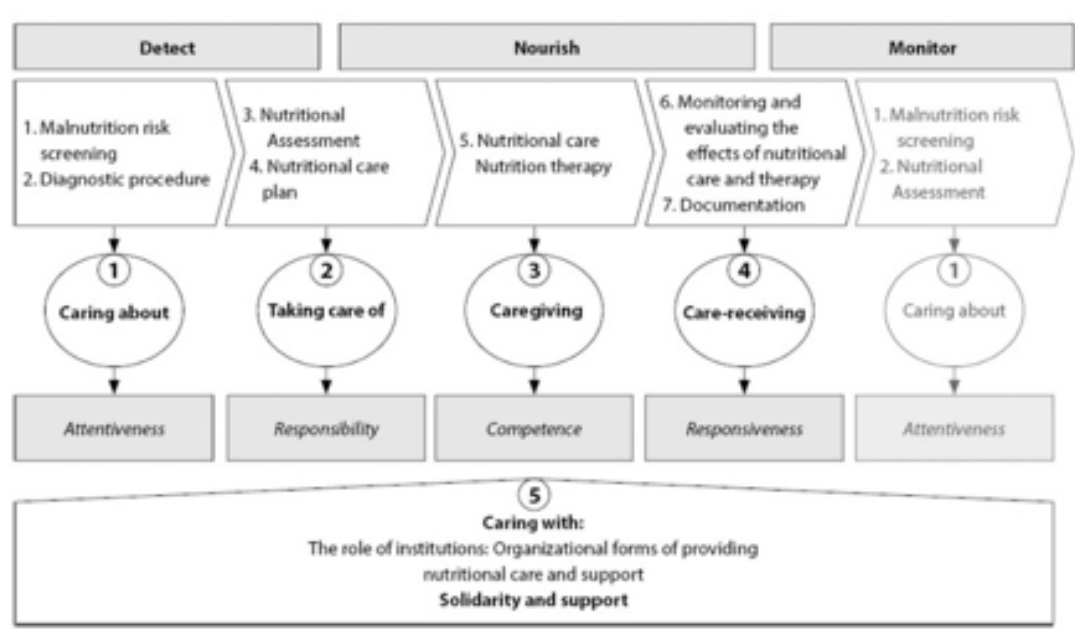 Detect
Nourish
Monitor
1. Malnutrition risk
screening
2. Diagnostic procedure
3. Nutritional
Assessment
4. Nutritional care
plan
5. Nutritional care
Nutrition therapy
6. Monitoring and
evaluating the
effects of nutritional
care and therapy
7. Documentation
1. Malnutrition risk
screening
2. Nutritional
Assessment
1
Caring about
2
Taking care of
3
Caregiving
4
Care-receiving
1
Caring about
Attentiveness
Responsibility
Competence
Responsiveness
Attentiveness
5
Caring with:
The role of institutions: Organizational forms of providing
nutritional care and support
Solidarity and support